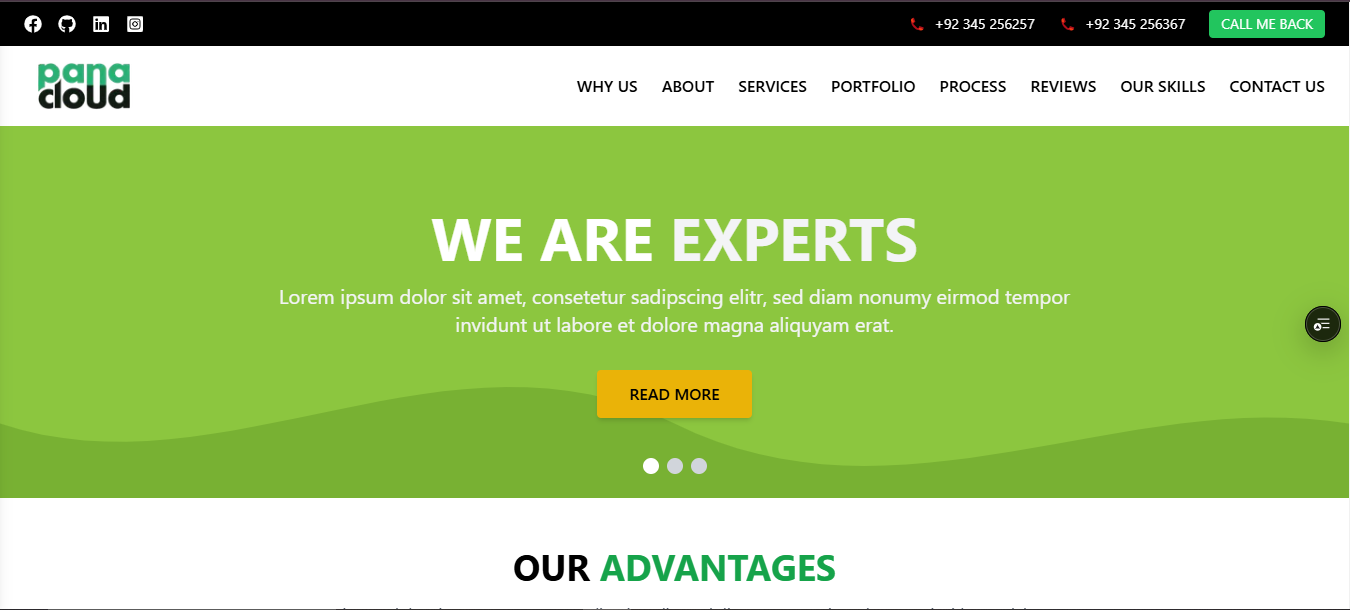 +92 345 256257
+92 345 256367
CALL ME BACK
pana
cloud
WHY US
ABOUT
SERVICES
PORTFOLIO
PROCESS
REVIEWS
OUR SKILLS
CONTACT US
WE ARE EXPERTS
Lorem ipsum dolor sit amet, consetetur sadipscing elitr, sed diam nonumy eirmod tempor
invidunt ut labore et dolore magna aliquyam erat.
READ MORE
OUR ADVANTAGES